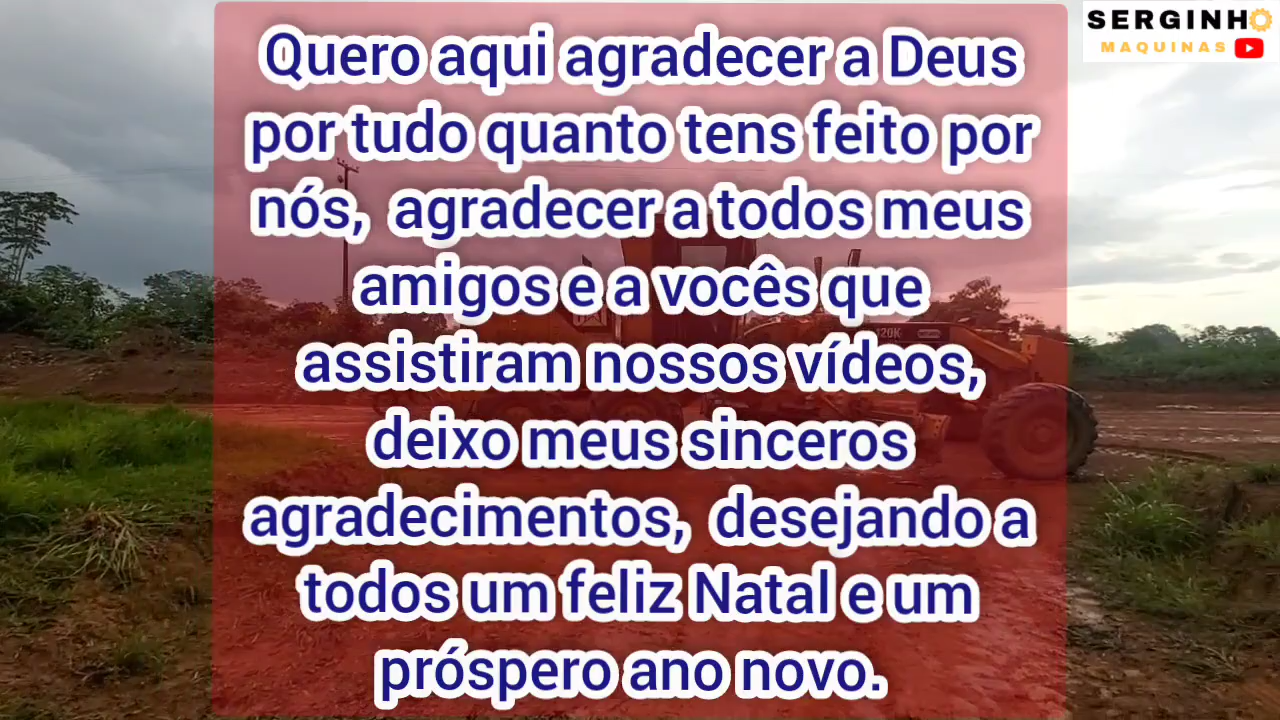 SERGINHO
MAQUINAS
Quero aqui agradecer a Deus
por tudo quanto tens feito por
nós, agradecer a todos meus
amigos e a vocês que
assistiram nossos vídeos,
deixo meus sinceros
agradecimentos, desejando a
todos um feliz Natal e um
próspero ano novo.
120K